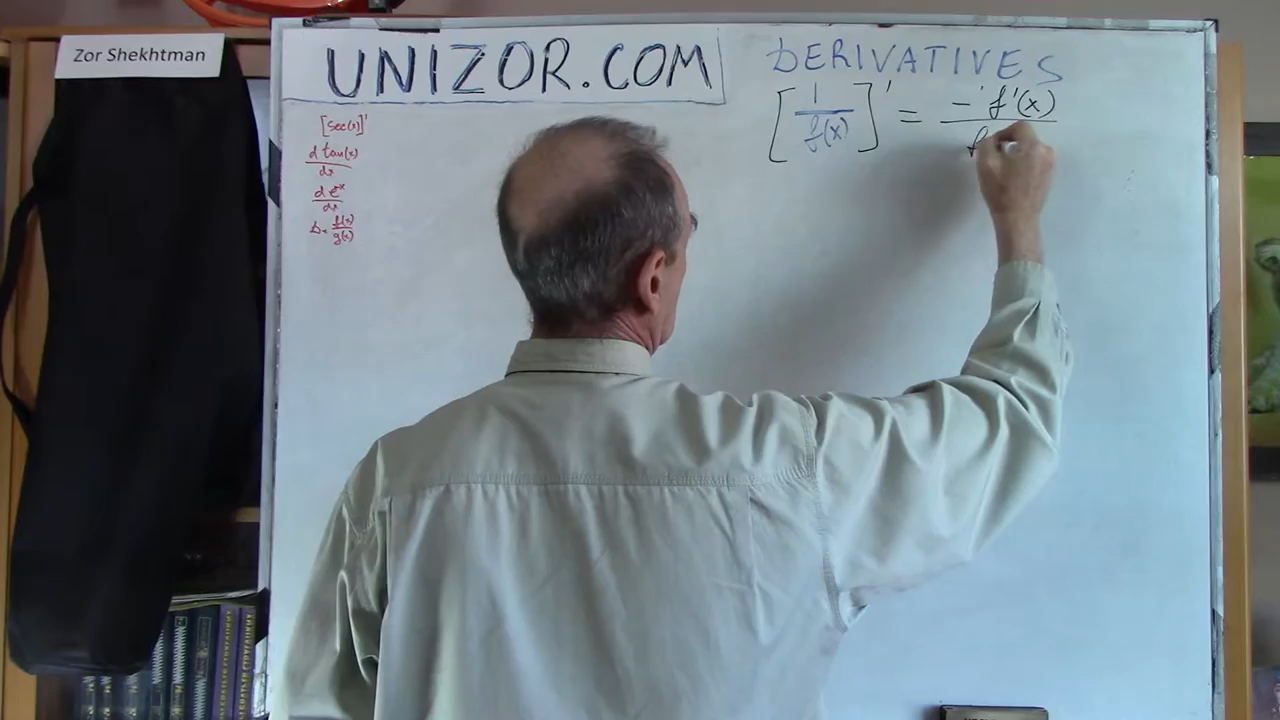 Zor Shekhtman
UNIZOR.COM
DERIVATIVES
[1/f(x)]' = -f'(x)/f
[sec(x)]'
d tan(x)/dx
d e^-x/dx
D= f(x)/g(x)